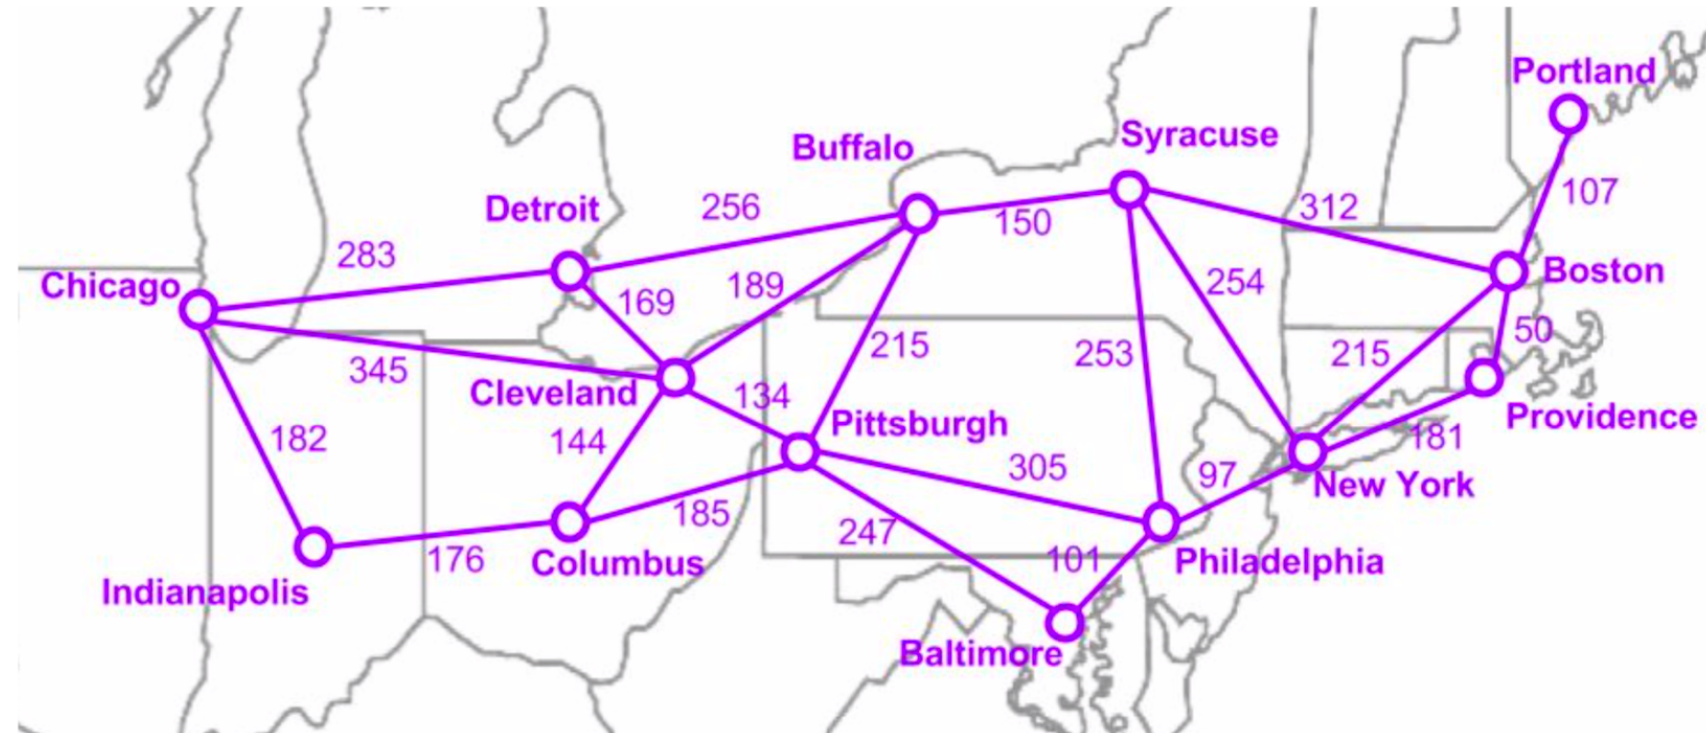 Portland
Syracuse
Buffalo
107
Detroit
256
312
150
283
Boston
Chicago
189
254
169
50
215
253
215
345
Cleveland
134
Providence
Pittsburgh
182
144
181
305
97
New York
185
247
176
Columbus
101
Philadelphia
Indianapolis
Baltimore